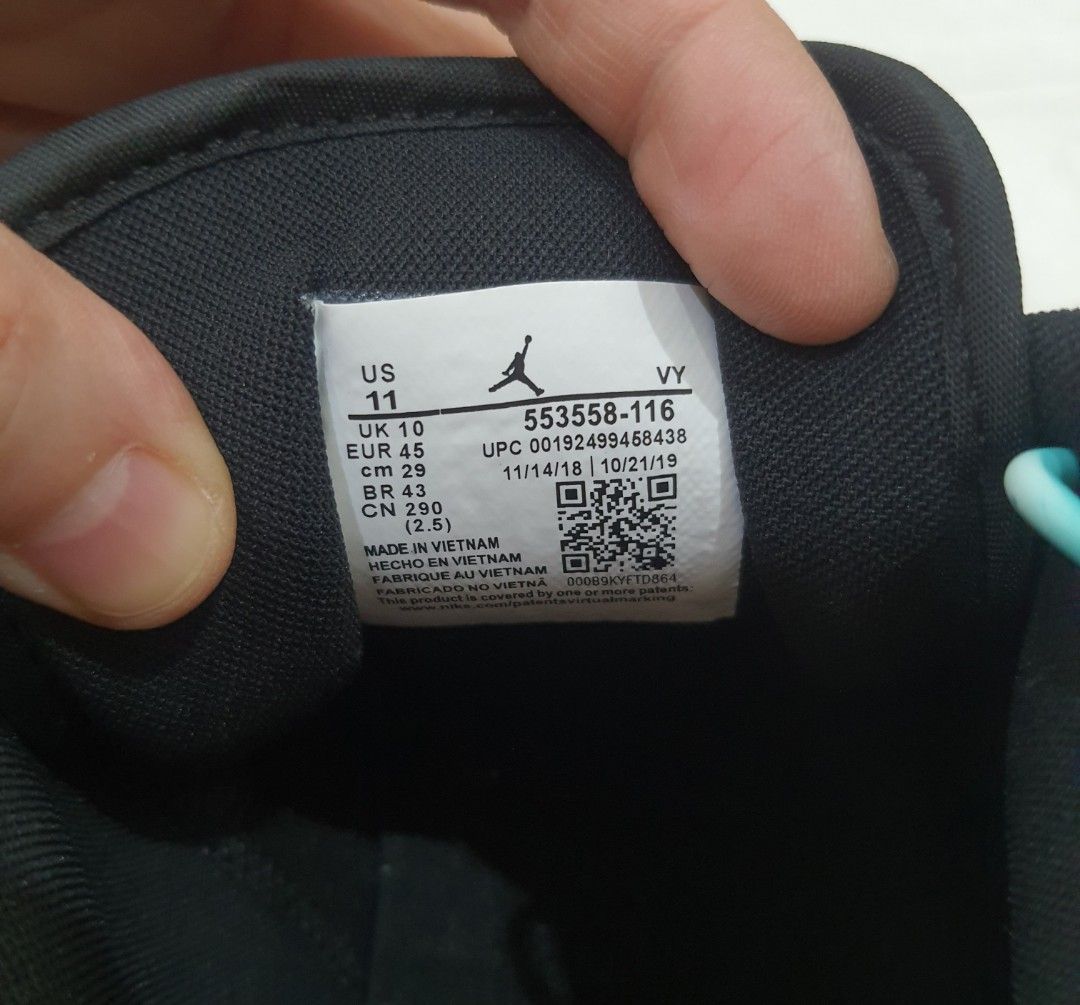 US
11
VY
UK 10
EUR 45
cm 29
BR 43
CN 290
(2.5)
553558-116
UPC 00192499458438
11/14/18 | 10/21/19
000B9KYFTD864
MADE IN VIETNAM
HECHO EN VIETNAM
FABRIQUE AU VIETNAM
FABRICADO NO VIETNÃ
This product is covered by one or more patents:
www.nike.com/patentsvirtualmarking